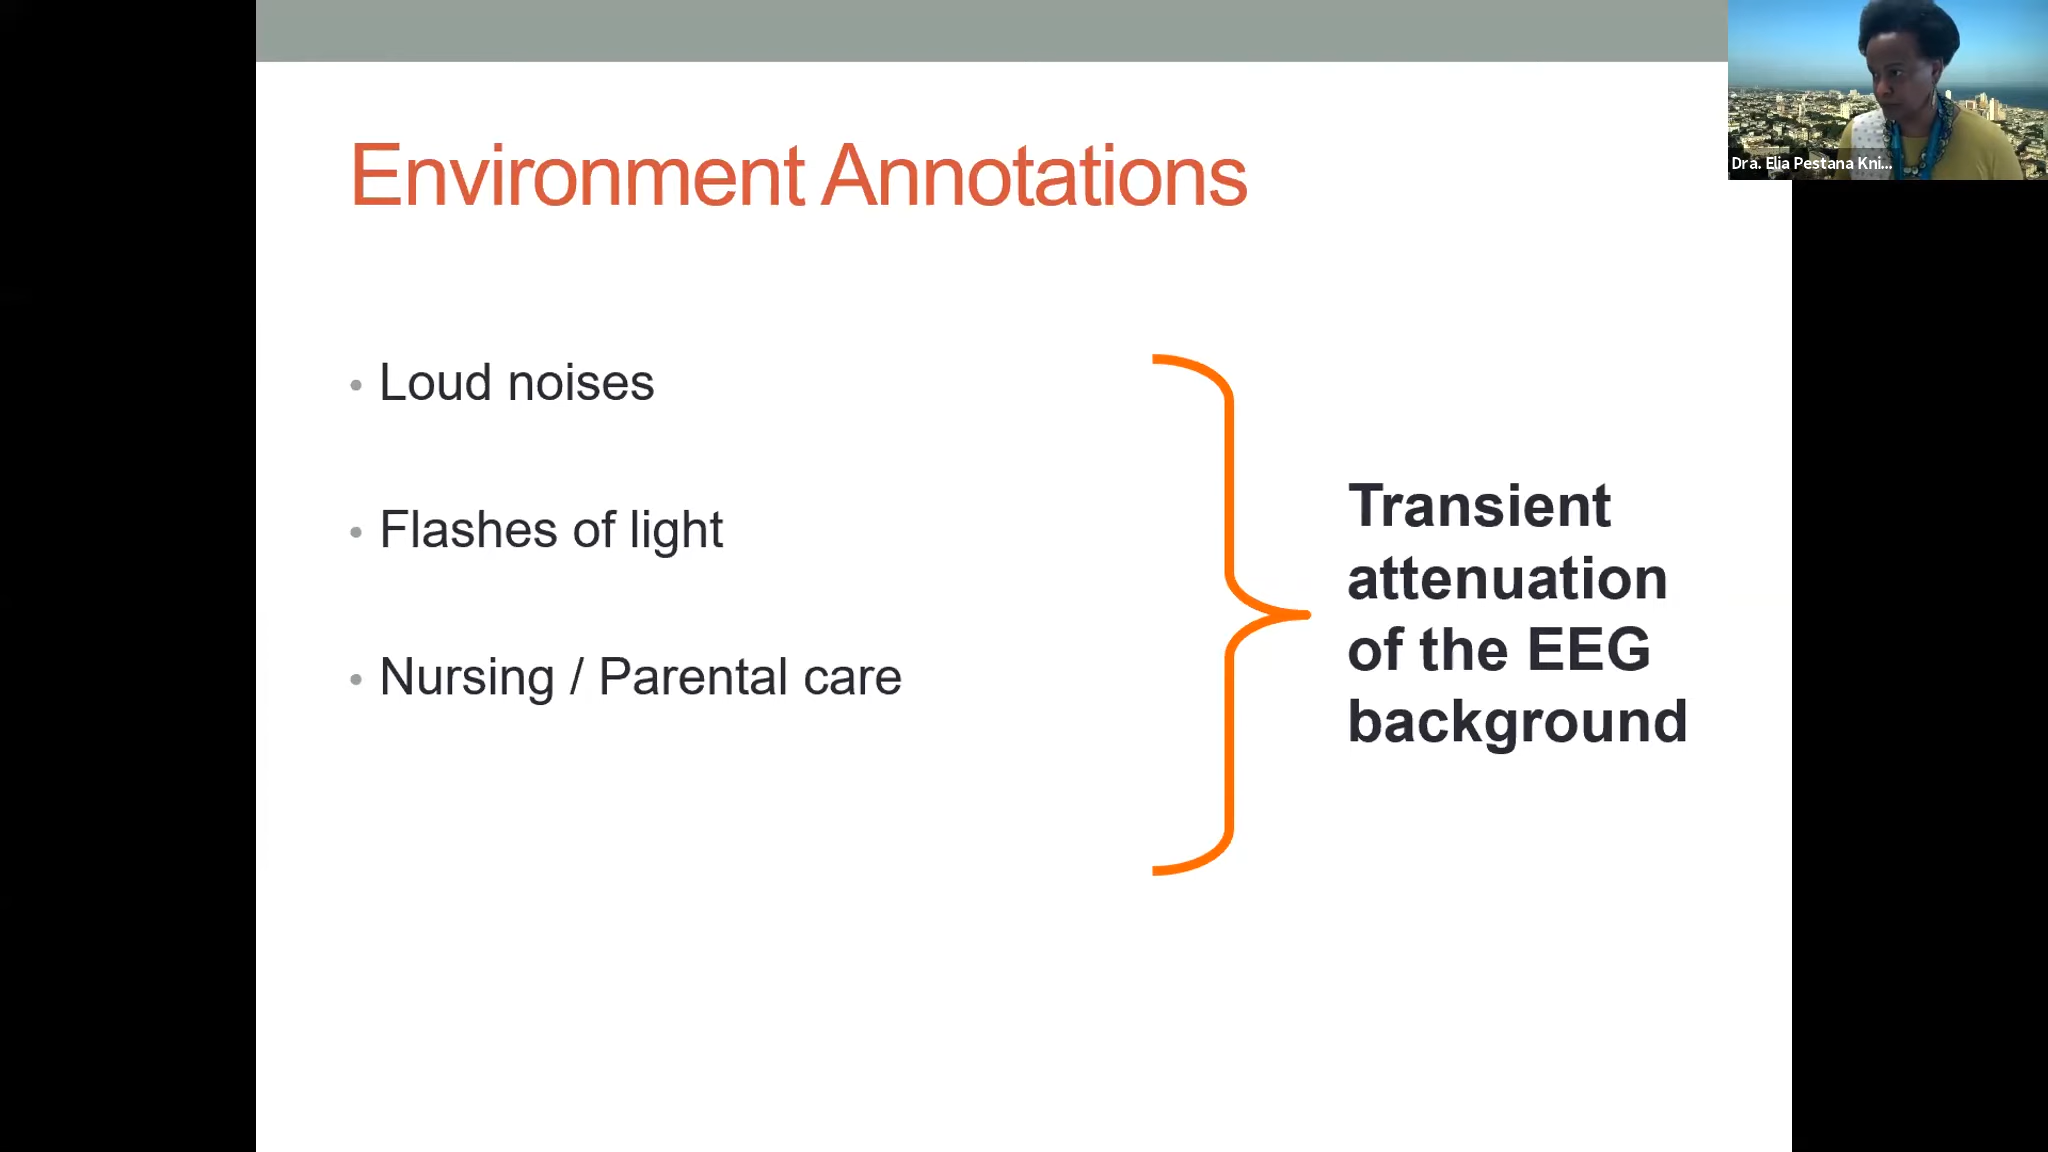 Environment Annotations
• Loud noises
• Flashes of light
• Nursing / Parental care
Transient
attenuation
of the EEG
background
Dra. Elia Pestana Kni...